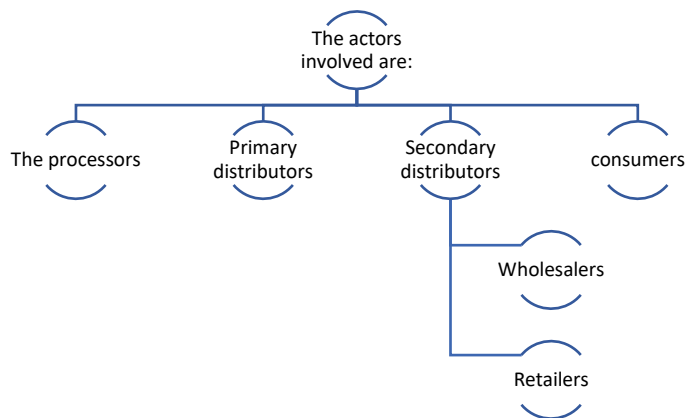 The actors
involved are:
The processors
Primary
distributors
Secondary
distributors
consumers
Wholesalers
Retailers